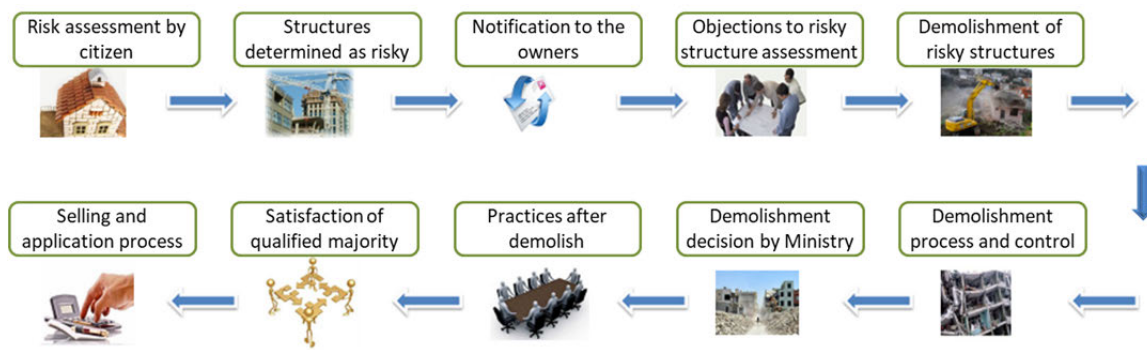 Risk assessment by
citizen
Structures
determined as risky
Notification to the
owners
Objections to risky
structure assessment
Demolishment of
risky structures
Selling and
application process
Satisfaction of
qualified majority
Practices after
demolish
Demolishment
decision by Ministry
Demolishment
process and control